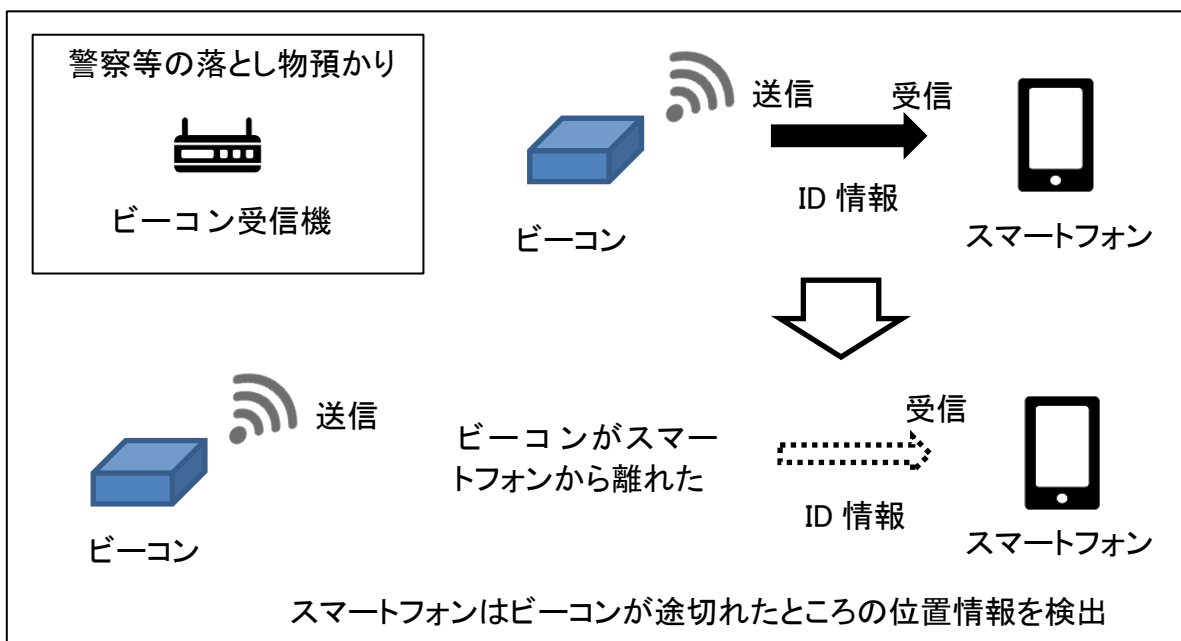 警察等の落とし物預かり
ビーコン受信機
送信
受信
ID 情報
ビーコン
スマートフォン
送信
ビーコン
ビーコンがスマー
トフォンから離れた
受信
ID 情報
スマートフォン
スマートフォンはビーコンが途切れたところの位置情報を検出